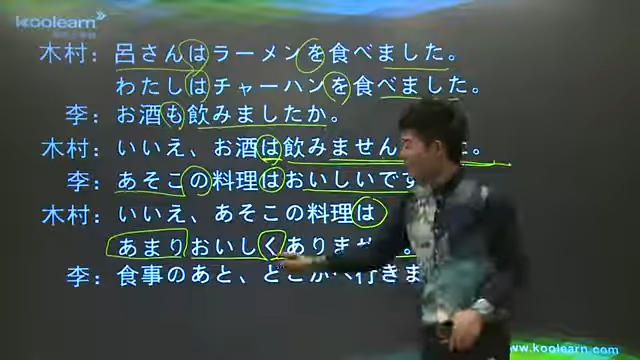 koolearn
木村：呂さんはラーメンを食べました。
わたしはチャーハンを食べました。
李：お酒も飲みましたか。
木村：いいえ、お酒は飲みません た。
李：あそこの料理はおいしいです
木村：いいえ、あそこの料理は
あまりおいしくありませ 。
李：食事のあと、どこかへ行きま
www.koolearn.com